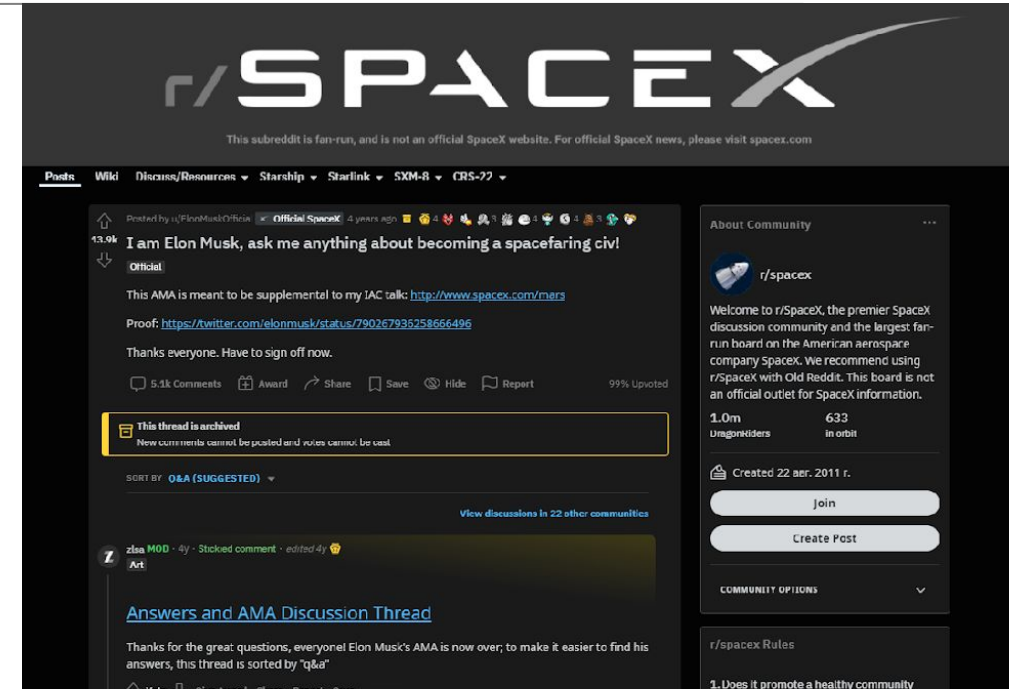 r/SPACEX
This subreddit is fan-run, and is not an official SpaceX website. For official SpaceX news, please visit spacex.com
Posts Wiki Discuss/Resources Starship Starlink SXM-8 CRS-22
Posted by u/ElonMuskOfficial Official SpaceX 4 years ago 4 3 4 4 3
13.9k
I am Elon Musk, ask me anything about becoming a spacefaring civ!
Official
This AMA is meant to be supplemental to my IAC talk: http://www.spacex.com/mars
Proof: https://twitter.com/elonmusk/status/790267936258666496
Thanks everyone. Have to sign off now.
5.1k Comments Award Share Save Hide Report 99% Upvoted
This thread is archived
New comments cannot be posted and votes cannot be cast
SORT BY Q&A (SUGGESTED)
View discussions in 22 other communities
zlsa MOD · 4y · Stickied comment · edited 4y
Art
Answers and AMA Discussion Thread
Thanks for the great questions, everyone! Elon Musk's AMA is now over; to make it easier to find his
answers, this thread is sorted by "q&a"
About Community
r/spacex
Welcome to r/SpaceX, the premier SpaceX
discussion community and the largest fan-
run board on the American aerospace
company SpaceX. We recommend using
r/SpaceX with Old Reddit. This board is not
an official outlet for SpaceX information.
1.0m 633
DragonRiders in orbit
Created 22 авг. 2011 г.
Join
Create Post
COMMUNITY OPTIONS
r/spacex Rules
1. Does it promote a healthy community